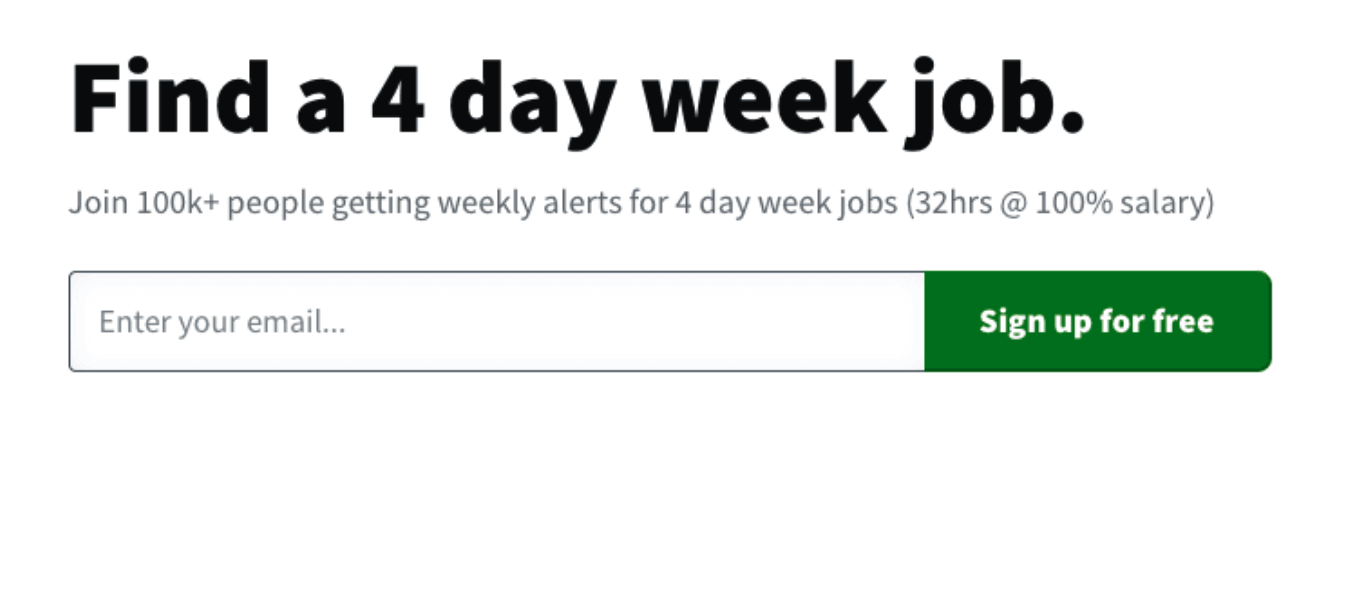 Find a 4 day week job.
Join 100k+ people getting weekly alerts for 4 day week jobs (32hrs @ 100% salary)
Enter your email...
Sign up for free